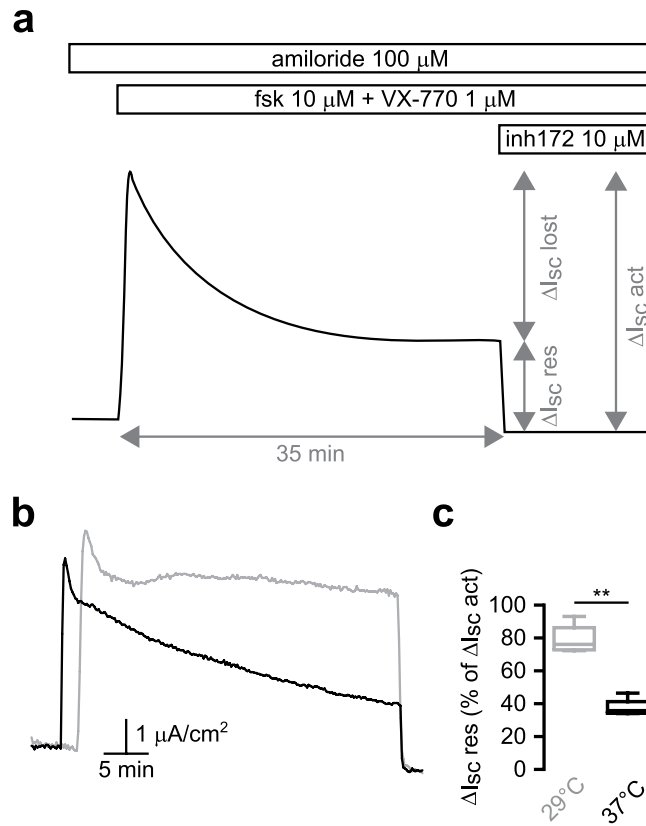 a
amiloride 100 μM
fsk 10 μM + VX-770 1 μM
inh172 10 μM
ΔISC lost
ΔISC act
ΔISC res
35 min
b
1 μA/cm²
5 min
c
ΔISC res (% of ΔISC act)
**
100
80
60
40
20
0
29°C
37°C